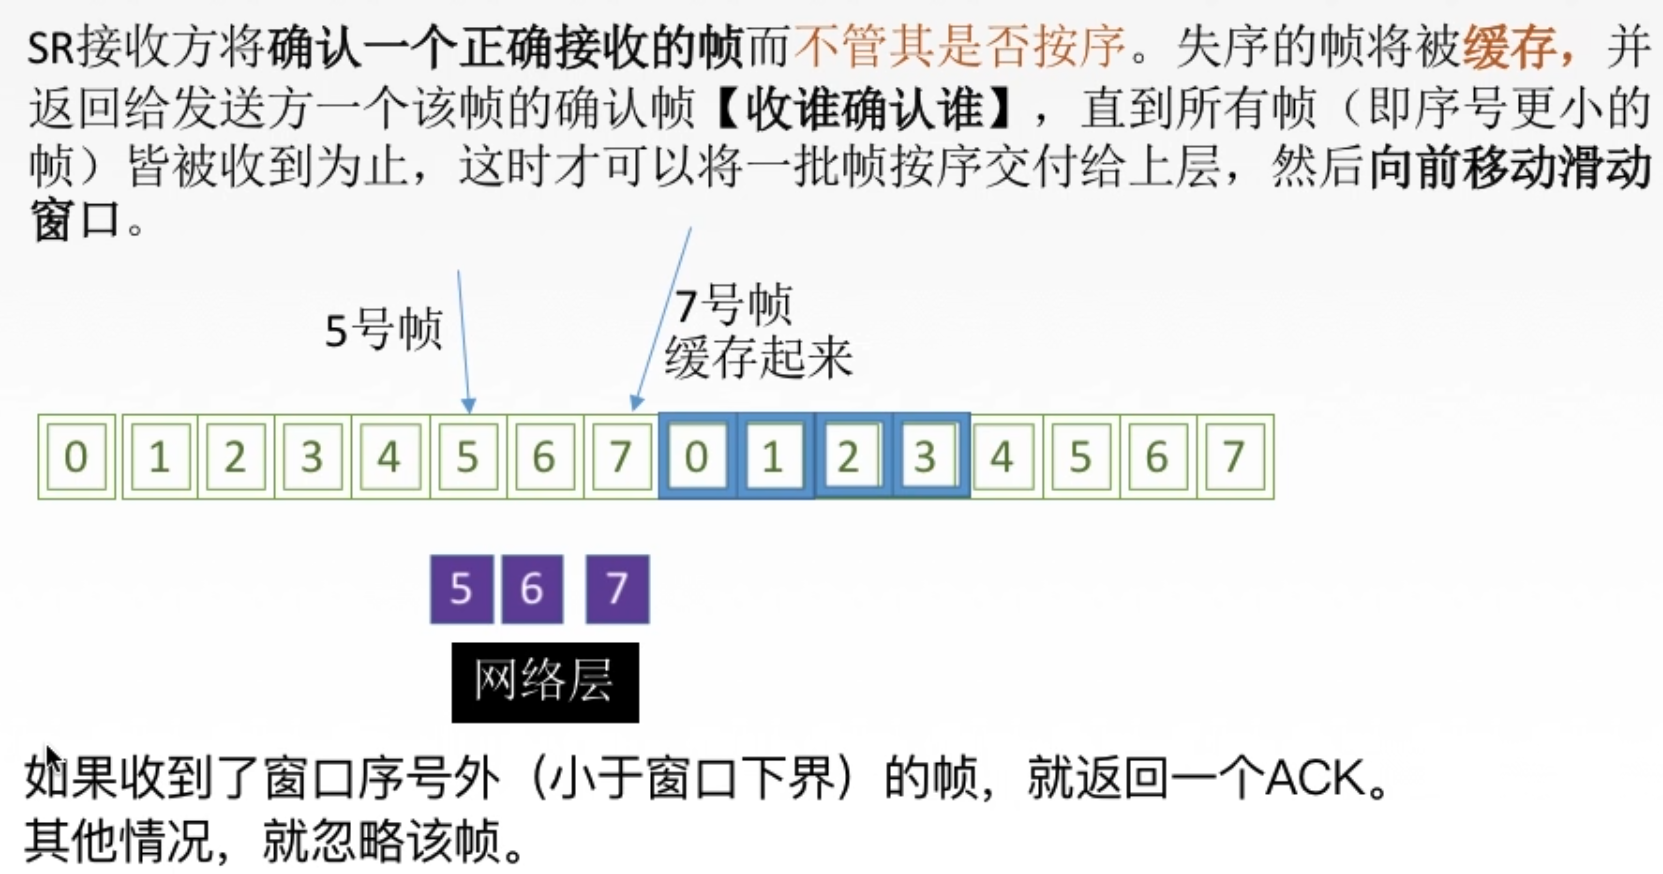 SR接收方将确认一个正确接收的帧而不管其是否按序。失序的帧将被缓存，并
返回给发送方一个该帧的确认帧【收谁确认谁】，直到所有帧（即序号更小的
帧）皆被收到为止，这时才可以将一批帧按序交付给上层，然后向前移动滑动
窗口。
5号帧
7号帧
缓存起来
0 1 2 3 4 5 6 7 0 1 2 3 4 5 6 7
5 6 7
网络层
如果收到了窗口序号外（小于窗口下界）的帧，就返回一个ACK。
其他情况，就忽略该帧。